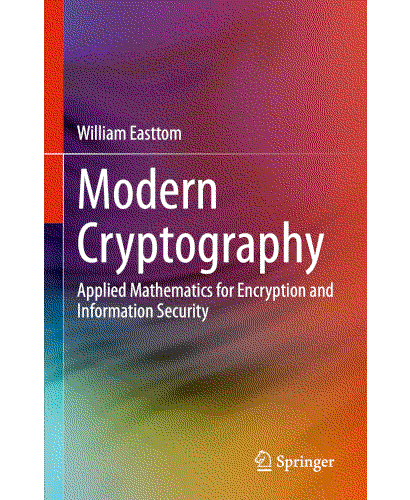 William Easttom
Modern
Cryptography
Applied Mathematics for Encryption and
Information Security
Springer